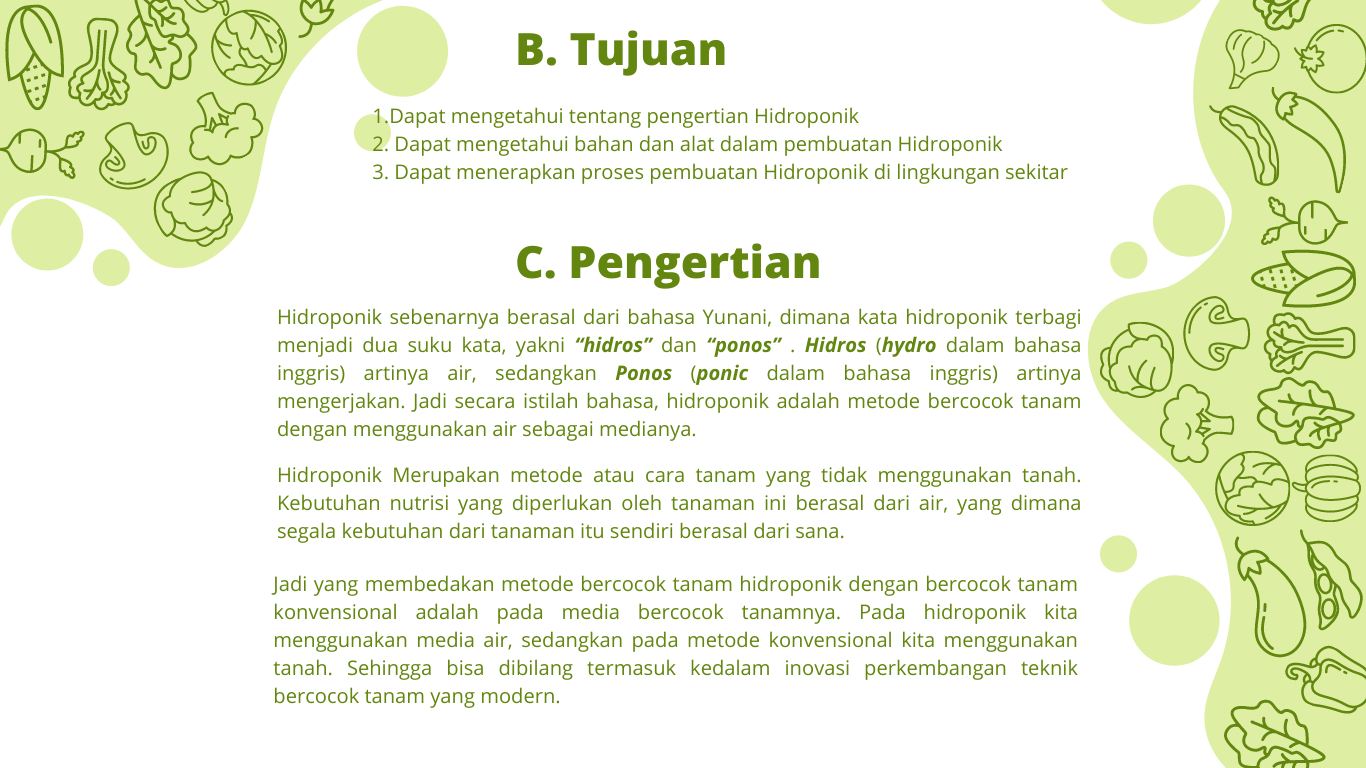 B. Tujuan
1.Dapat mengetahui tentang pengertian Hidroponik
2. Dapat mengetahui bahan dan alat dalam pembuatan Hidroponik
3. Dapat menerapkan proses pembuatan Hidroponik di lingkungan sekitar
C. Pengertian
Hidroponik sebenarnya berasal dari bahasa Yunani, dimana kata hidroponik terbagi
menjadi dua suku kata, yakni “hidros” dan “ponos” . Hidros (hydro dalam bahasa
inggris) artinya air, sedangkan Ponos (ponic dalam bahasa inggris) artinya
mengerjakan. Jadi secara istilah bahasa, hidroponik adalah metode bercocok tanam
dengan menggunakan air sebagai medianya.
Hidroponik Merupakan metode atau cara tanam yang tidak menggunakan tanah.
Kebutuhan nutrisi yang diperlukan oleh tanaman ini berasal dari air, yang dimana
segala kebutuhan dari tanaman itu sendiri berasal dari sana.
Jadi yang membedakan metode bercocok tanam hidroponik dengan bercocok tanam
konvensional adalah pada media bercocok tanamnya. Pada hidroponik kita
menggunakan media air, sedangkan pada metode konvensional kita menggunakan
tanah. Sehingga bisa dibilang termasuk kedalam inovasi perkembangan teknik
bercocok tanam yang modern.